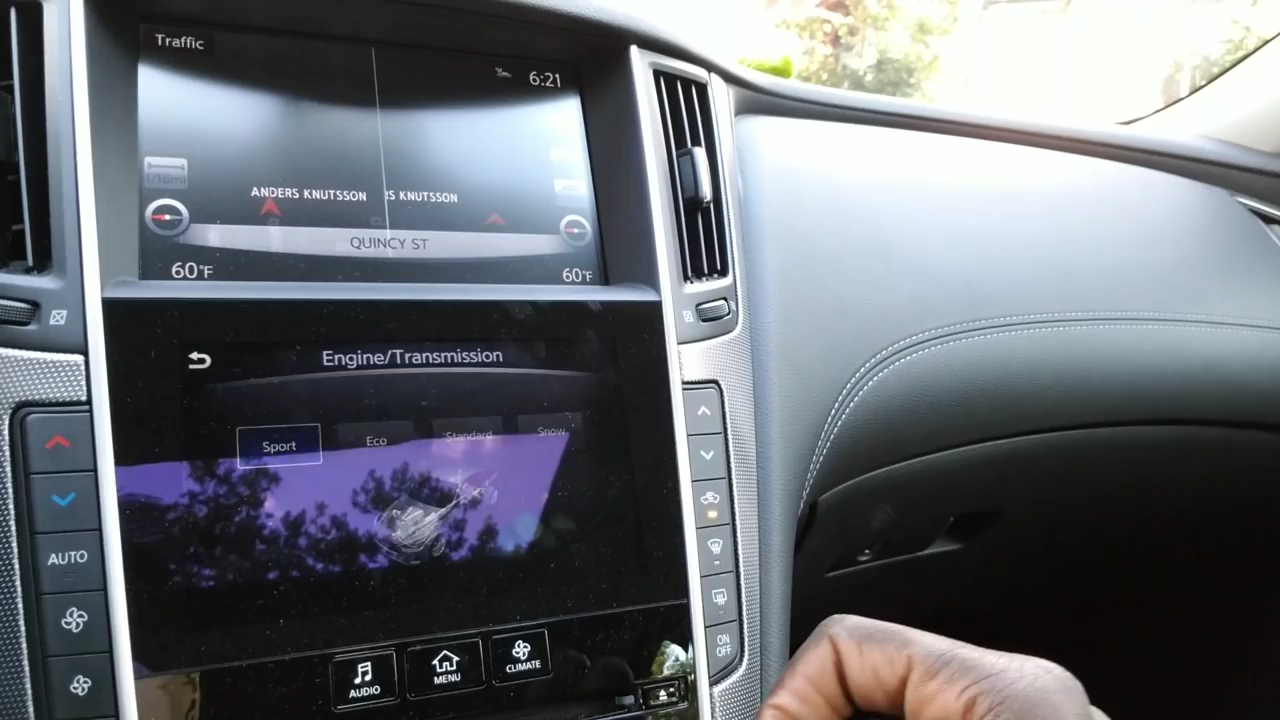 Traffic
6:21
1/16mi
ANDERS KNUTSSON RS KNUTSSON
QUINCY ST
60°F 60°F
Engine/Transmission
Sport Eco Standard Snow
AUTO
ON
OFF
AUDIO MENU CLIMATE